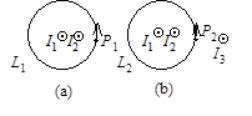 I₁ I₂ P₁
L₁
(a)
I₁ I₂ P₂
I₃
L₂
(b)